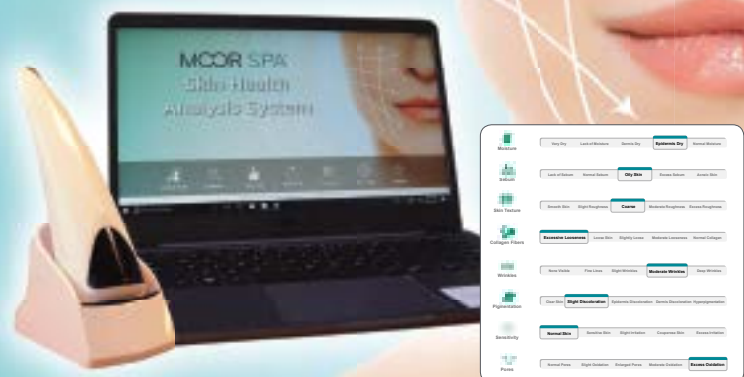 MOOR SPA
Skin Health
Analysis System
Moisture
Very Dry Lack of Moisture Dermis Dry Epidermis Dry Normal Moisture
Sebum
Lack of Sebum Normal Sebum Oily Skin Excess Sebum Acneic Skin
Skin Texture
Smooth Skin Slight Roughness Coarse Moderate Roughness Excess Roughness
Collagen Fibers
Excessive Looseness Loose Skin Slightly Loose Moderate Looseness Normal Collagen
Wrinkles
None Visible Fine Lines Slight Wrinkles Moderate Wrinkles Deep Wrinkles
Pigmentation
Clear Skin Slight Discoloration Epidermis Discoloration Dermis Discoloration Hyperpigmentation
Sensitivity
Normal Skin Sensitive Skin Slight Irritation Couperose Skin Excess Irritation
Pores
Normal Pores Slight Oxidation Enlarged Pores Moderate Oxidation Excess Oxidation